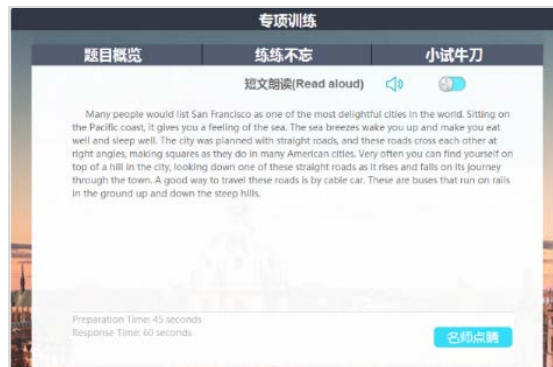 专项训练
题目概览 练练不忘 小试牛刀
短文朗读(Read aloud)
Many people would list San Francisco as one of the most delightful cities in the world. Sitting on
the Pacific coast, it gives you a feeling of the sea. The sea breezes wake you up and make you eat
well and sleep well. The city was planned with straight roads, and these roads cross each other at
right angles, making squares as they do in many American cities. Very often you can find yourself on
top of a hill in the city, looking down one of these straight roads as it rises and falls on its journey
through the town. A good way to travel these roads is by cable car. These are buses that run on rails
in the ground up and down the steep hills.
Preparation Time: 45 seconds
Response Time: 60 seconds
名师点睛